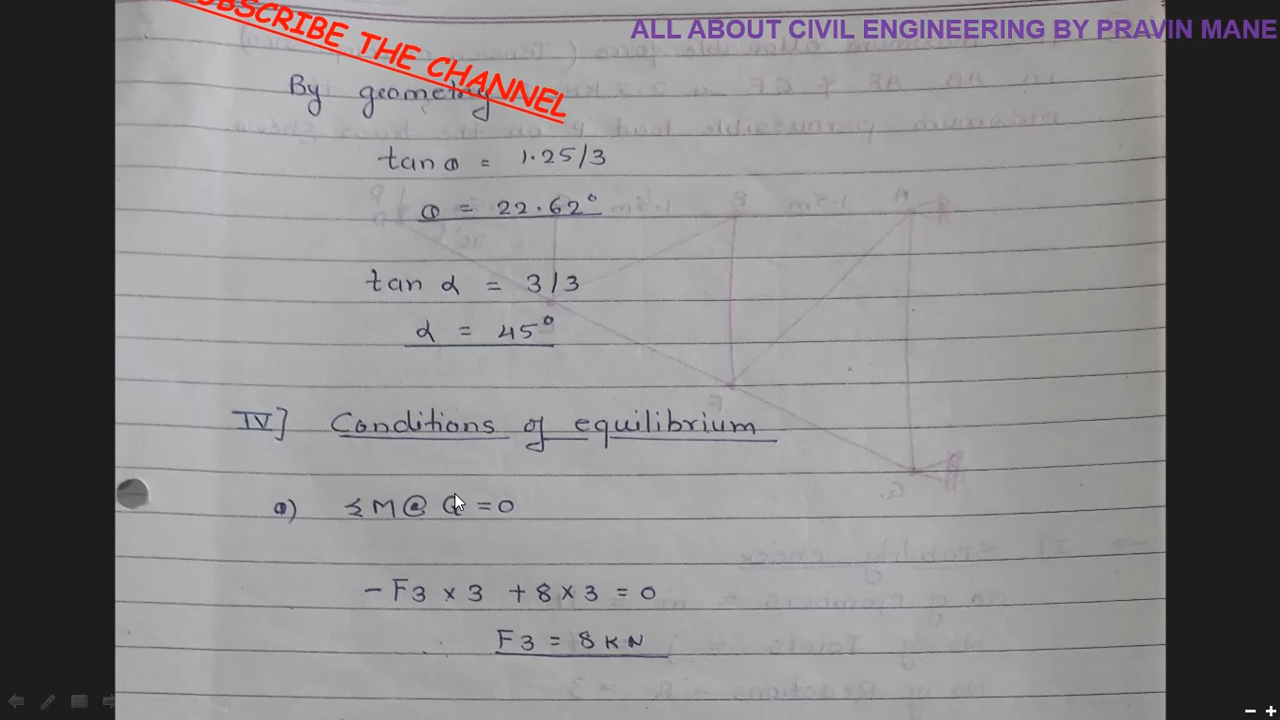 SUBSCRIBE THE CHANNEL
ALL ABOUT CIVIL ENGINEERING BY PRAVIN MANE
By geometry
tan θ = 1.25/3
θ = 22.62°
tan α = 3/3
α = 45°
IV] Conditions of equilibrium
a) ΣM@ G = 0
- F3 × 3 + 8 × 3 = 0
∴ F3 = 8 KN